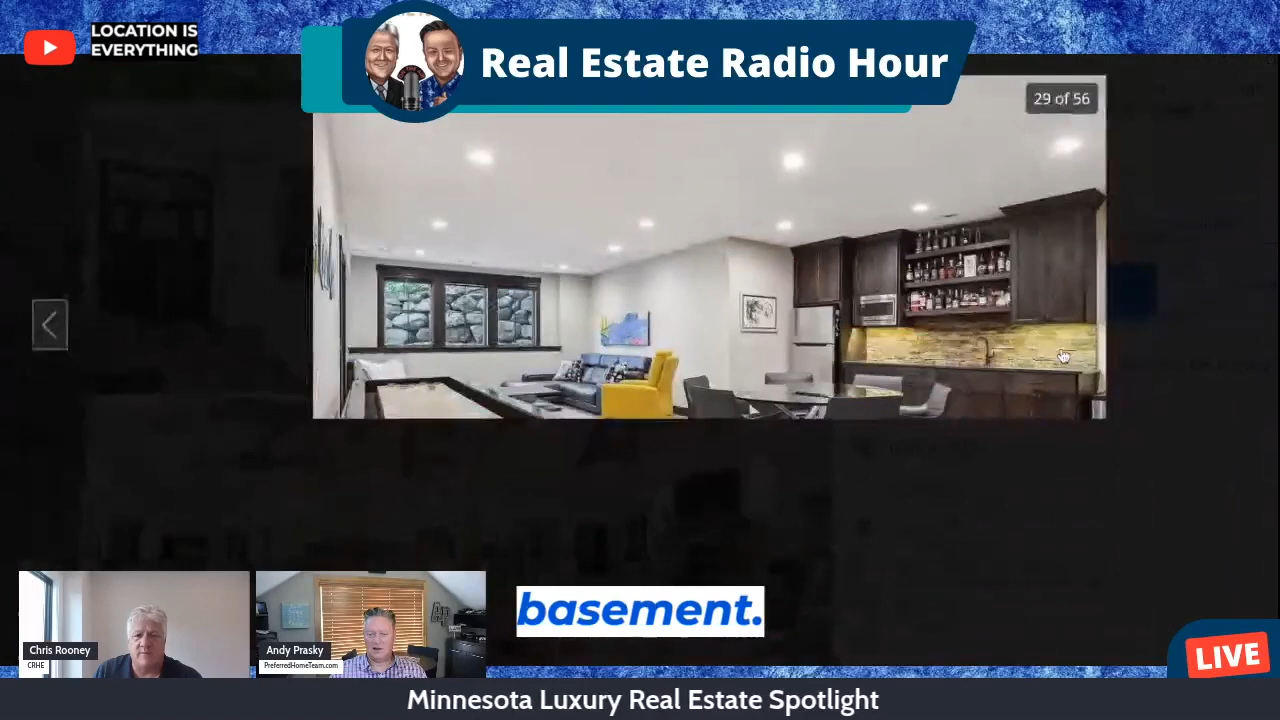 LOCATION IS
EVERYTHING
Real Estate Radio Hour
29 of 56
basement.
Chris Rooney
CRHE
Andy Prasky
PreferredHomeTeam.com
LIVE
Minnesota Luxury Real Estate Spotlight